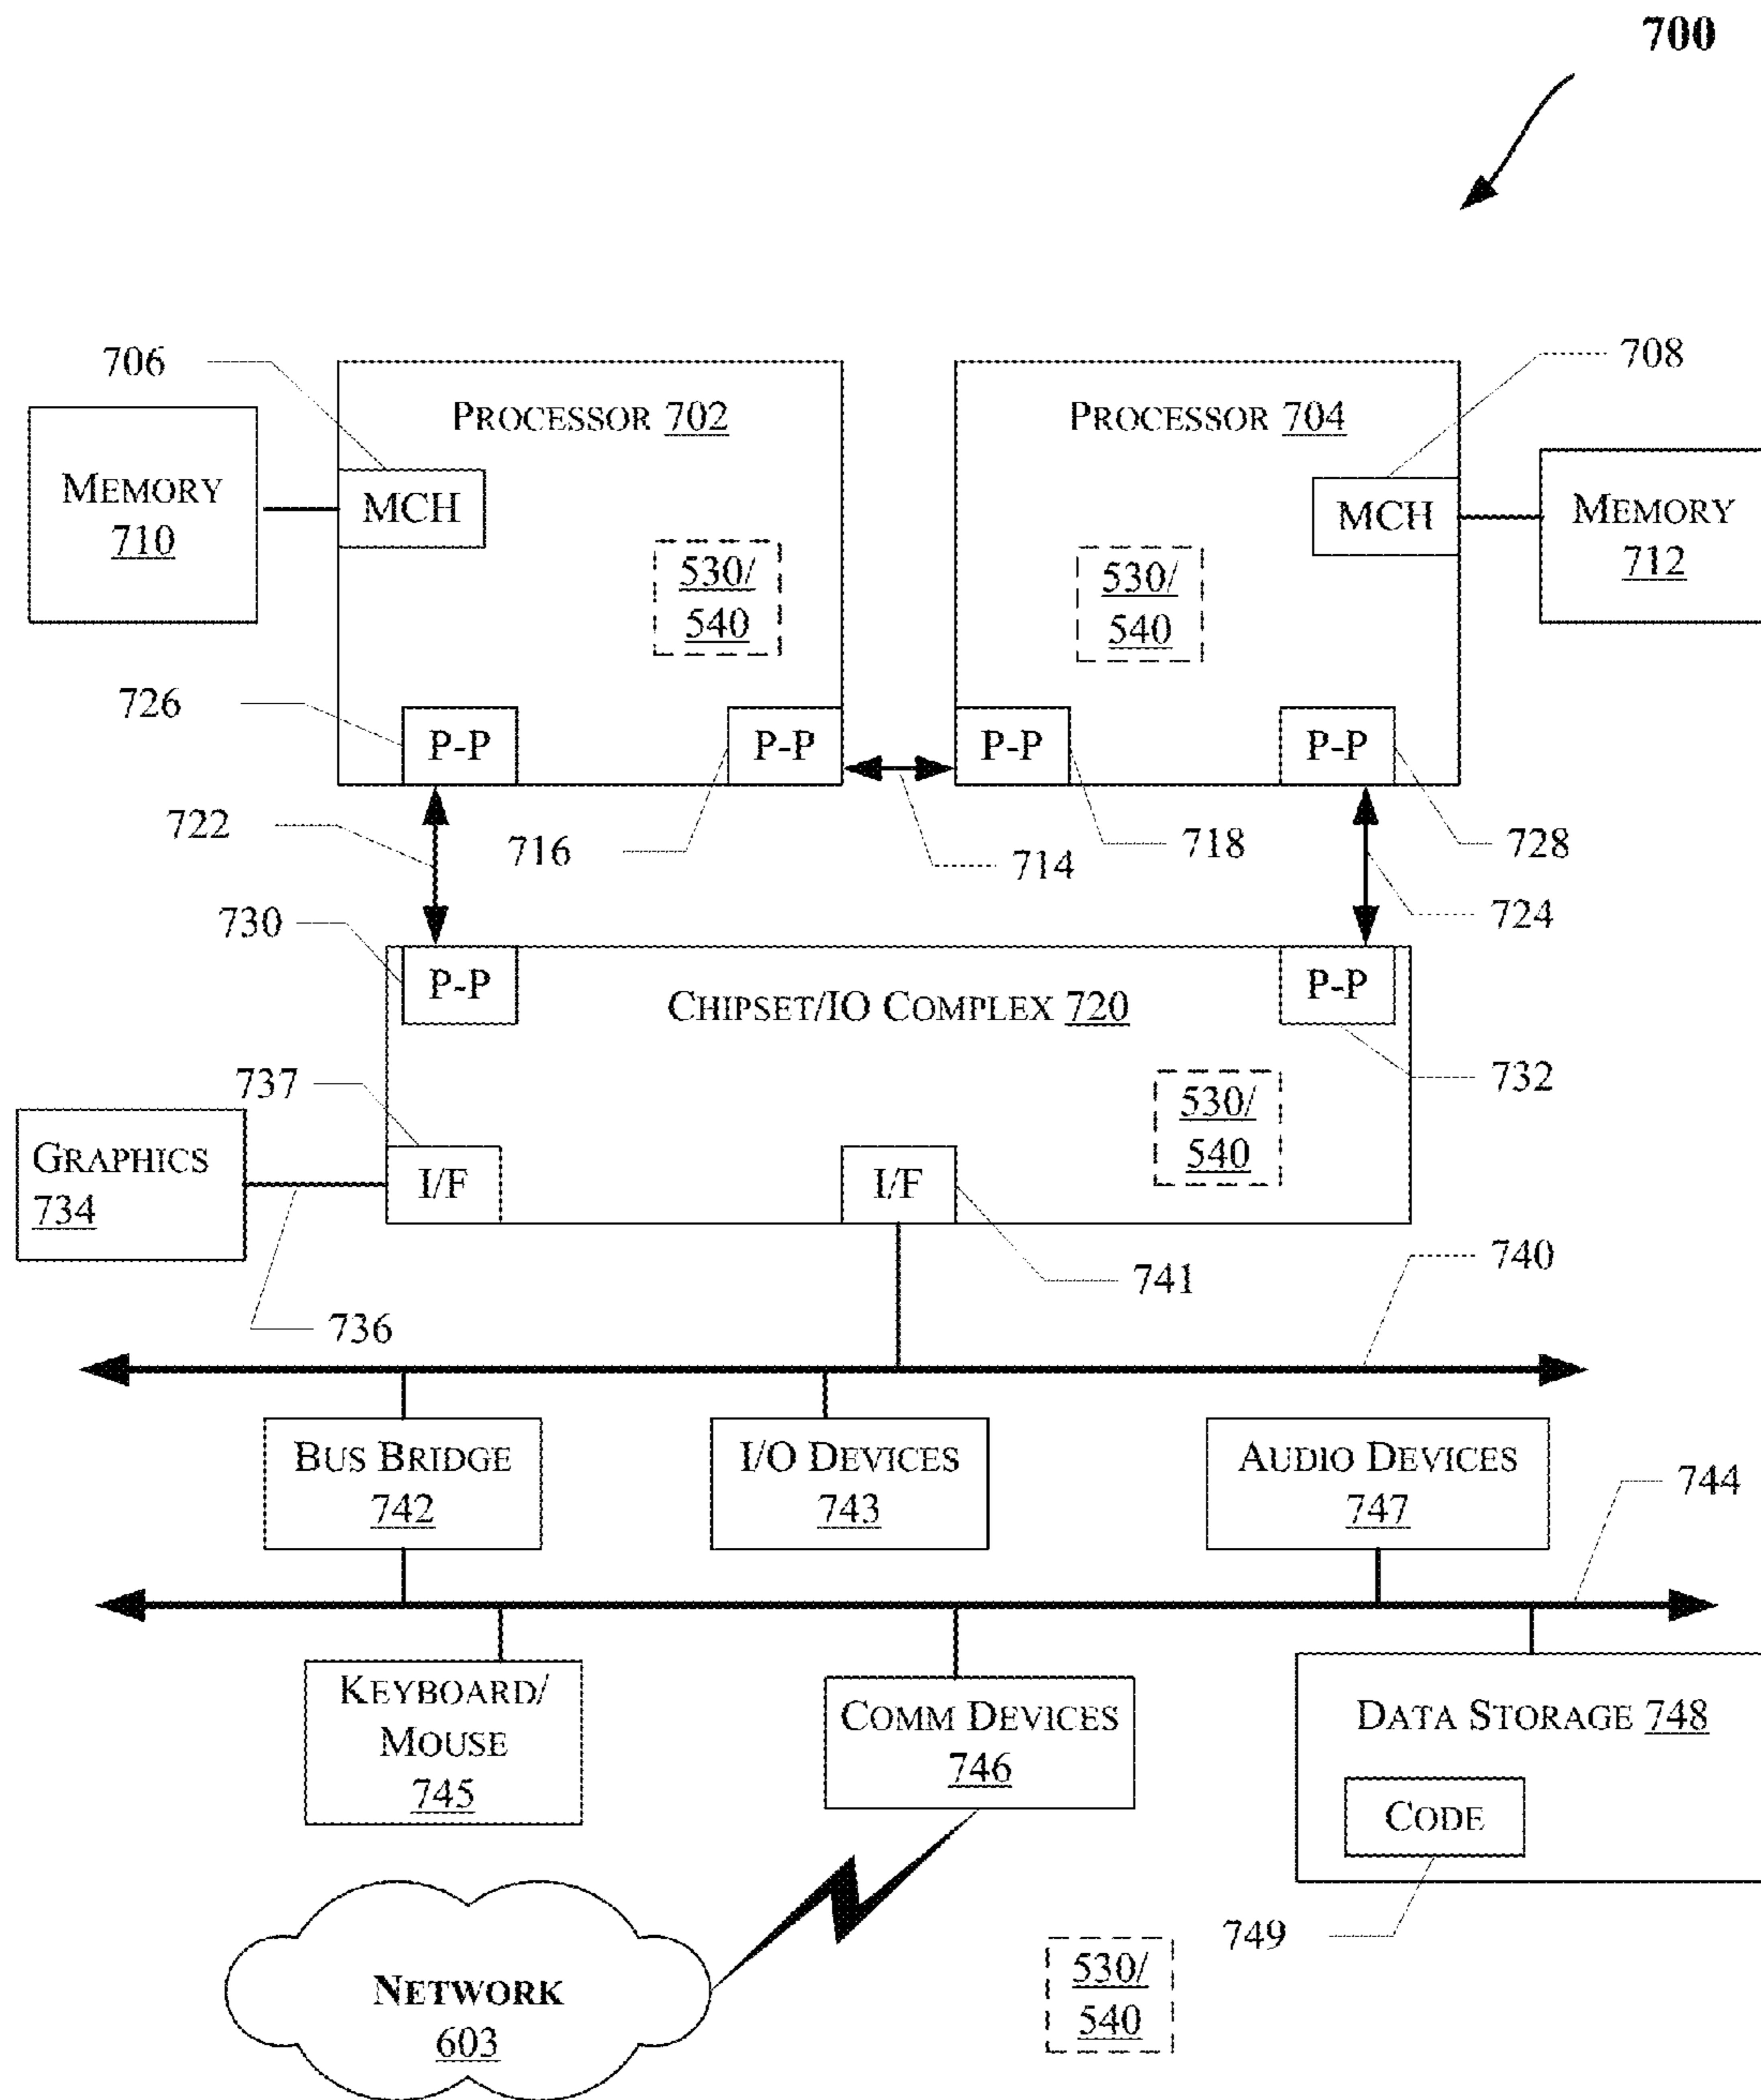 700
706
708
PROCESSOR 702
PROCESSOR 704
MEMORY
710
MCH
MCH
MEMORY
712
530/
540
530/
540
726
P-P
P-P
P-P
P-P
722
716
714
718
728
724
730
P-P
CHIPSET/IO COMPLEX 720
P-P
732
737
530/
540
GRAPHICS
734
I/F
I/F
736
741
740
BUS BRIDGE
742
I/O DEVICES
743
AUDIO DEVICES
747
744
KEYBOARD/
MOUSE
745
COMM DEVICES
746
DATA STORAGE 748
CODE
749
NETWORK
603
530/
540